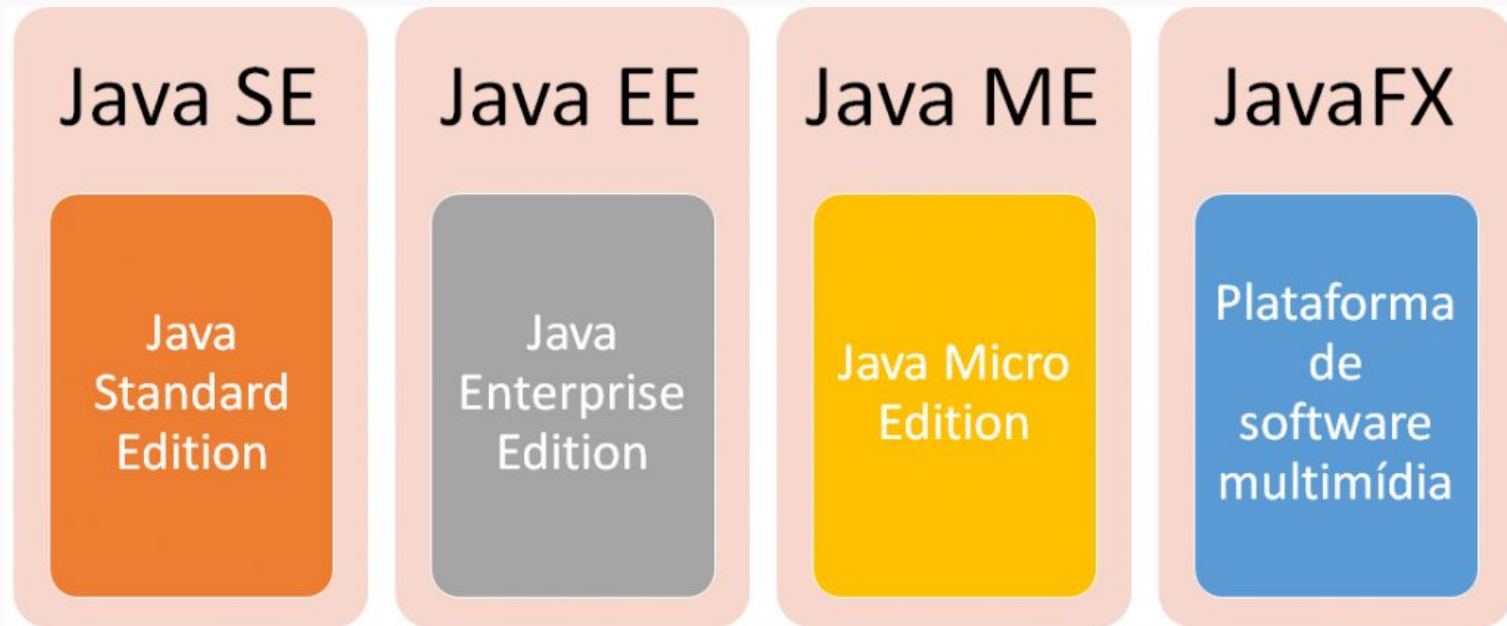 Java SE
Java
Standard
Edition
Java EE
Java
Enterprise
Edition
Java ME
Java Micro
Edition
JavaFX
Plataforma
de
software
multimídia